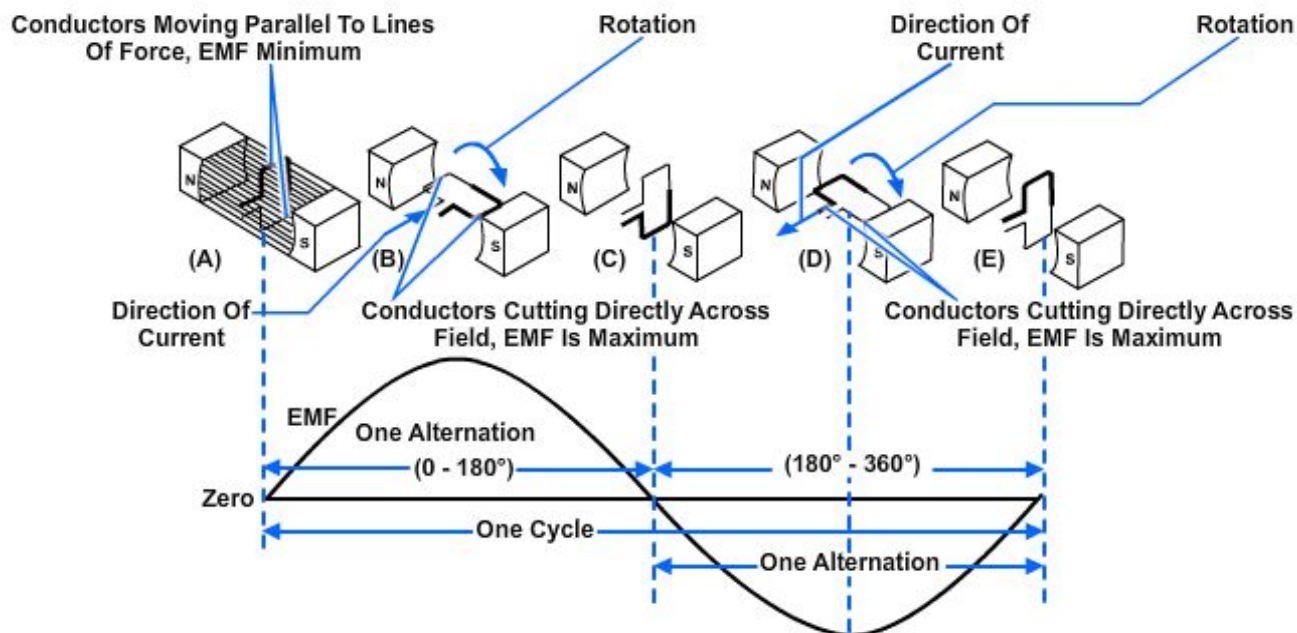 Conductors Moving Parallel To Lines
Of Force, EMF Minimum
Rotation
Direction Of
Current
Rotation
N
S
(A)
N
S
(B)
N
S
(C)
N
S
(D)
N
S
(E)
Direction Of
Current
Conductors Cutting Directly Across
Field, EMF Is Maximum
Conductors Cutting Directly Across
Field, EMF Is Maximum
EMF
One Alternation
(0 - 180°)
(180° - 360°)
Zero
One Cycle
One Alternation